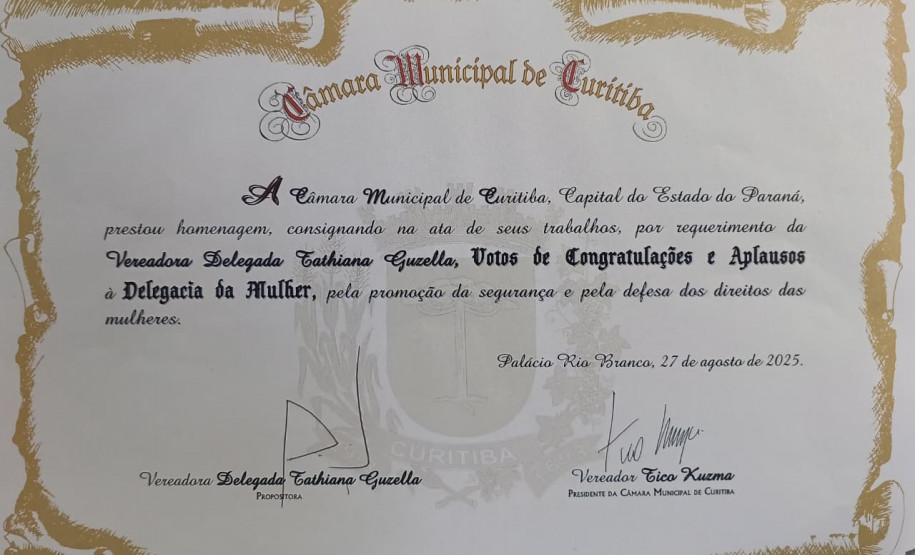 Câmara Municipal de Curitiba
A Câmara Municipal de Curitiba, Capital do Estado do Paraná,
prestou homenagem, consignando na ata de seus trabalhos, por requerimento da
Vereadora Delegada Tathiana Guzella, Votos de Congratulações e Aplausos
à Delegacia da Mulher, pela promoção da segurança e pela defesa dos direitos das
mulheres.
Palácio Rio Branco, 27 de agosto de 2025.
CURITIBA
Tico Kuzma
Vereadora Delegada Tathiana Guzella
PROPOSITORA
Vereador Tico Kuzma
PRESIDENTE DA CÂMARA MUNICIPAL DE CURITIBA